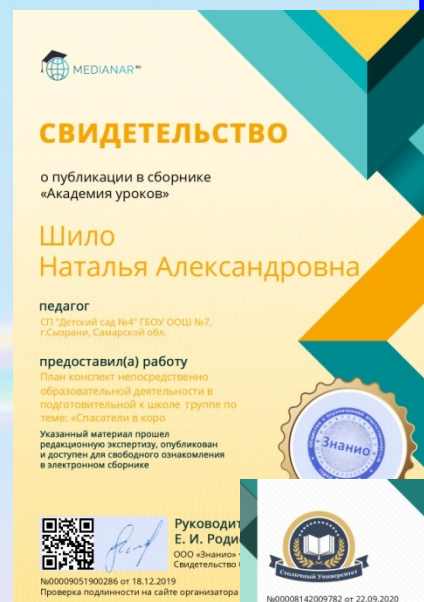 MEDIANAR RU
СВИДЕТЕЛЬСТВО
о публикации в сборнике
«Академия уроков»
Шило
Наталья Александровна
педагог
СП "Детский сад №4" ГБОУ ООШ №7,
г.Сызрани, Самарской обл.
предоставил(а) работу
План конспект непосредственно
образовательной деятельности в
подготовительной к школе группе по
теме: «Спасатели в коро
Указанный материал прошел
редакционную экспертизу, опубликован
и доступен для свободного ознакомления
в электронном сборнике
Знанио
Руководит
Е. И. Роди
ООО «Знанио»
Свидетельство
№00009051900286 от 18.12.2019
Проверка подлинности на сайте организатора
Столичный Университет
№00008142009782 от 22.09.2020